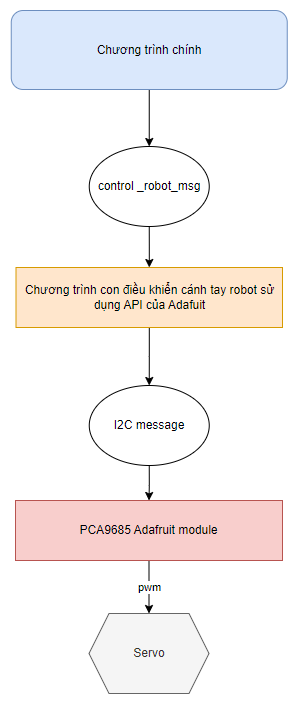 Chương trình chính
control _robot_msg
Chương trình con điều khiển cánh tay robot sử
dụng API của Adafuit
I2C message
PCA9685 Adafruit module
pwm
Servo